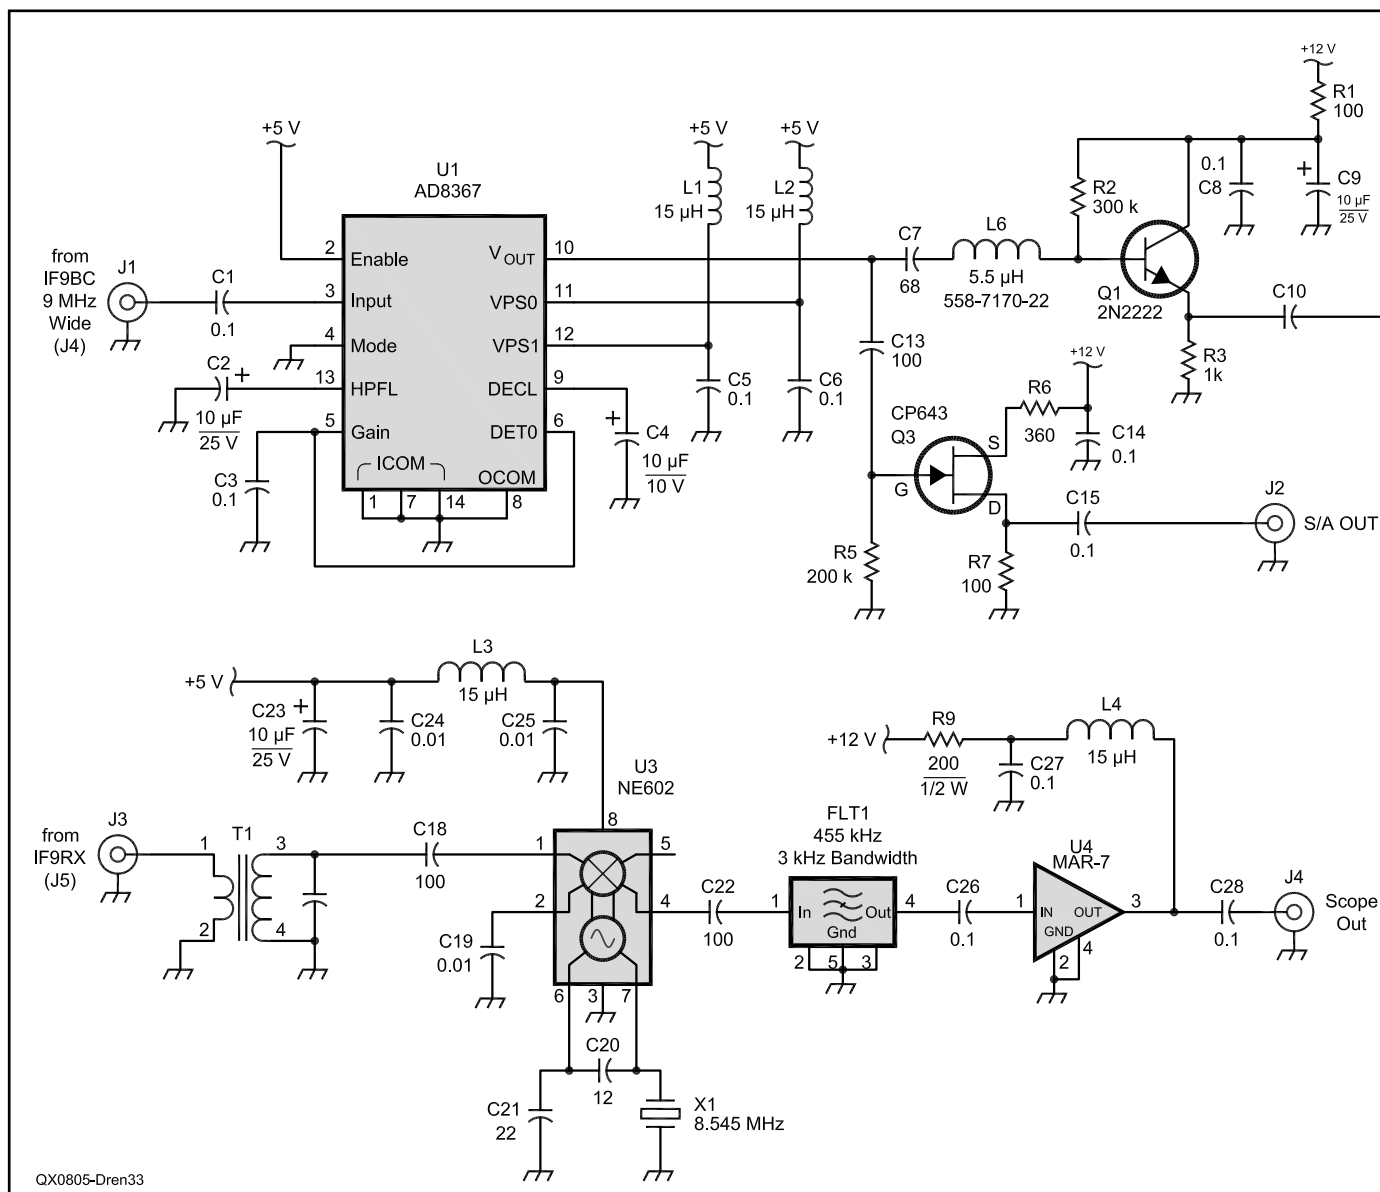 +12 V
R1
100
+5 V
+5 V
+5 V
U1
AD8367
L1
15 µH
L2
15 µH
R2
300 k
0.1
C8
+
C9
10 µF
25 V
from
IF9BC
9 MHz
Wide
(J4)
J1
C1
0.1
2
Enable
3
Input
4
Mode
13
HPFL
5
Gain
VOUT
10
VPS0
11
VPS1
12
DECL
9
DET0
6
ICOM
OCOM
1
7
14
8
C2
+
10 µF
25 V
C3
0.1
+
C4
10 µF
10 V
C5
0.1
C6
0.1
C7
68
L6
5.5 µH
558-7170-22
Q1
2N2222
C10
R3
1k
C13
100
+12 V
R6
360
C14
0.1
CP643
Q3
S
G
D
C15
0.1
J2
S/A OUT
R5
200 k
R7
100
+5 V
L3
15 µH
C23
+
10 µF
25 V
C24
0.01
C25
0.01
U3
NE602
+12 V
R9
200
1/2 W
C27
0.1
L4
15 µH
from
IF9RX
(J5)
J3
1
T1
3
2
4
C18
100
8
1
5
2
4
6
3
7
C19
0.01
C22
100
FLT1
455 kHz
3 kHz Bandwidth
1
In
Out
4
Gnd
2
5
3
C26
0.1
U4
MAR-7
1
IN
OUT
3
GND
2
4
C28
0.1
J4
Scope
Out
C20
12
C21
22
X1
8.545 MHz
QX0805-Dren33